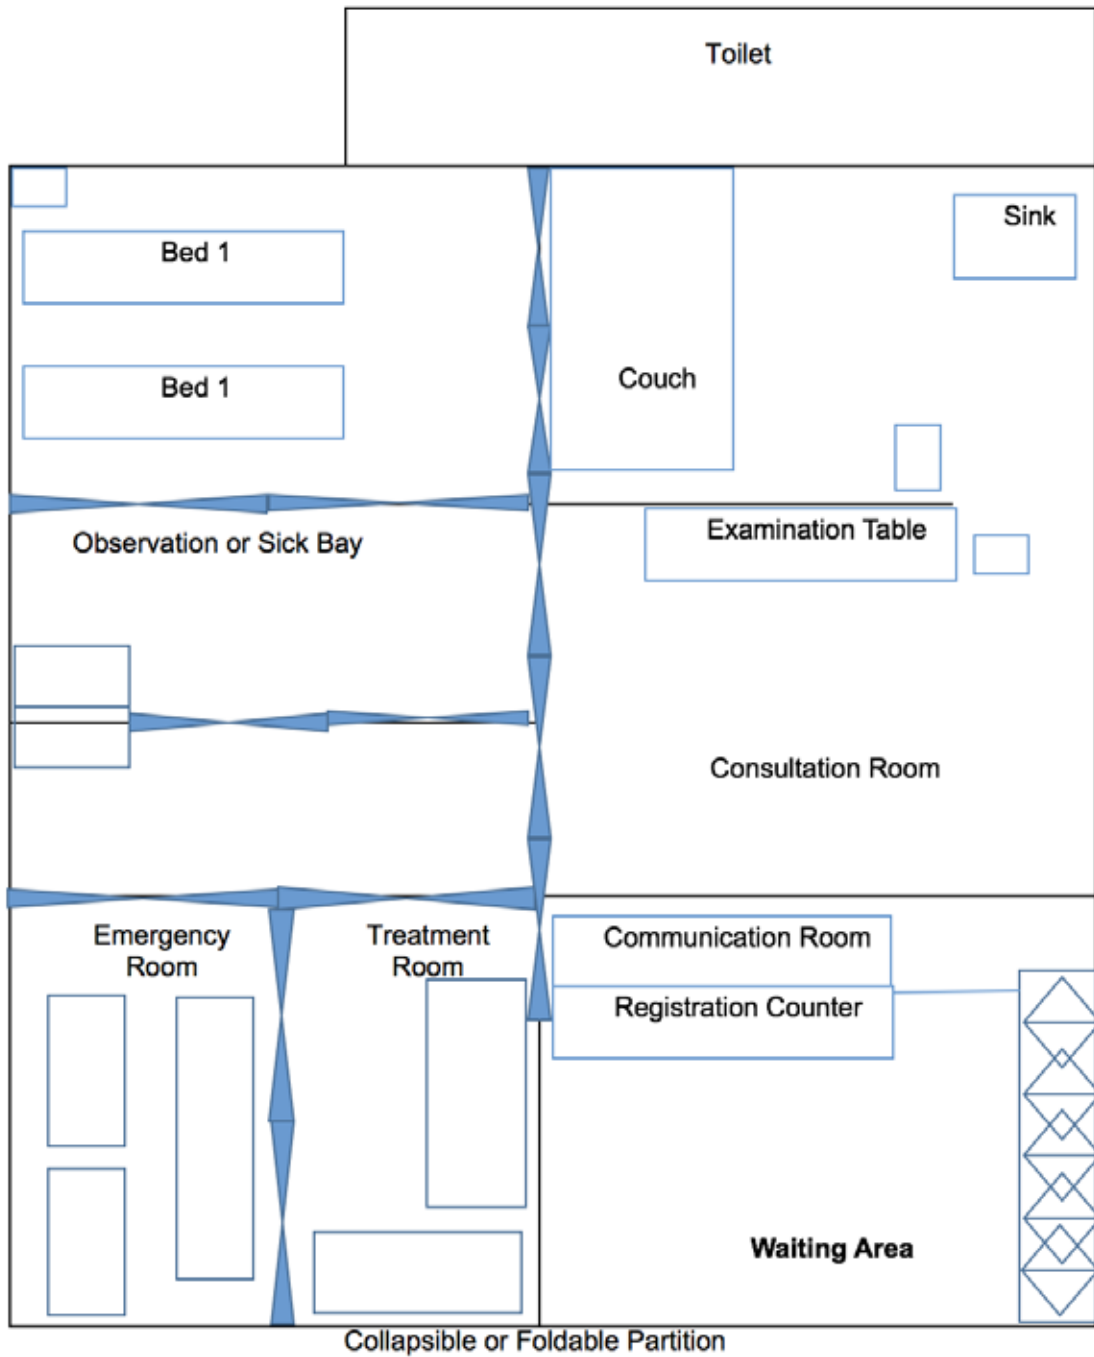 Toilet
Bed 1
Sink
Bed 1
Couch
Observation or Sick Bay
Examination Table
Consultation Room
Emergency
Room
Treatment
Room
Communication Room
Registration Counter
Waiting Area
Collapsible or Foldable Partition